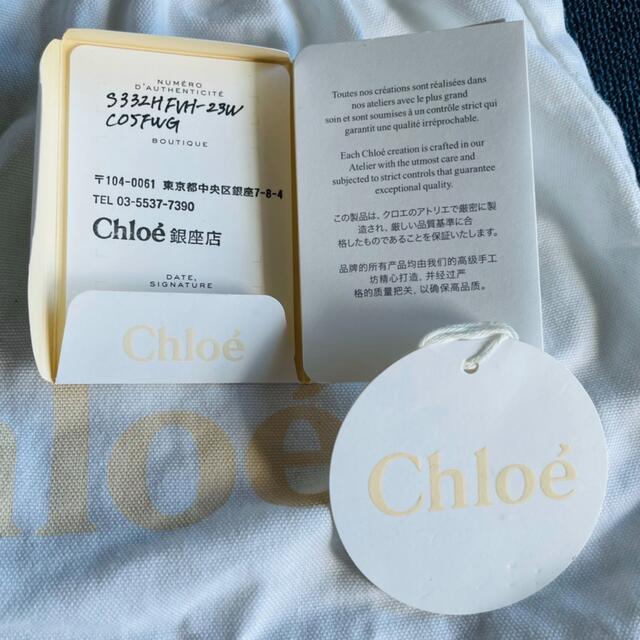 NUMÉRO
D'AUTHENTICITÉ
S332HFVH-23W
C05FWG
BOUTIQUE
〒104-0061 東京都中央区銀座7-8-4
TEL 03-5537-7390
Chloé 銀座店
DATE,
SIGNATURE
Chloé
Toutes nos créations sont réalisées dans
nos ateliers avec le plus grand
soin et sont soumises à un contrôle strict qui
garantit une qualité irréprochable.
Each Chloé creation is crafted in our
Atelier with the utmost care and
subjected to strict controls that guarantee
exceptional quality.
この製品は、クロエのアトリエで厳密に製
造され、厳しい品質基準に合
格したものであることを保証いたします。
品牌的所有产品均由我们的高级手工
坊精心打造，并经过严
格的质量把关，以确保高品质。
Chloé
hloé